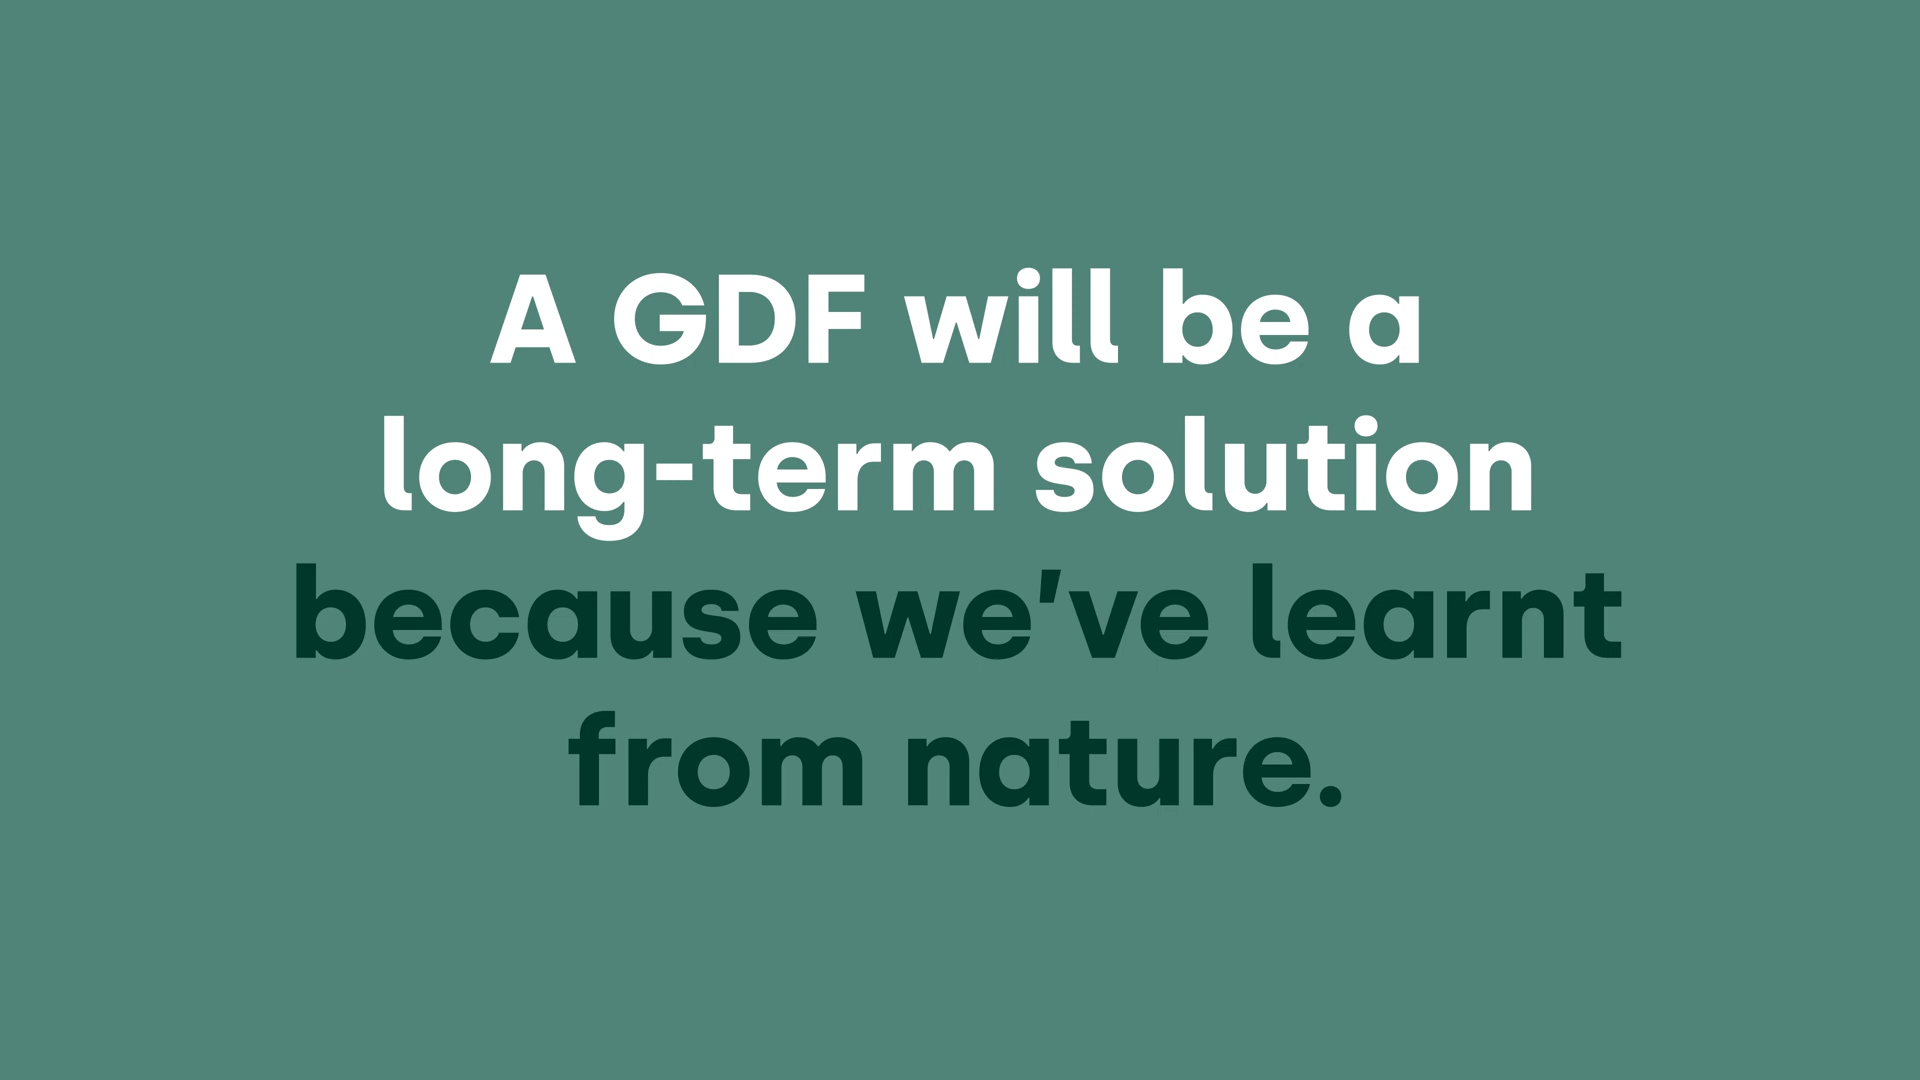 A GDF will be a
long-term solution
because we've learnt
from nature.